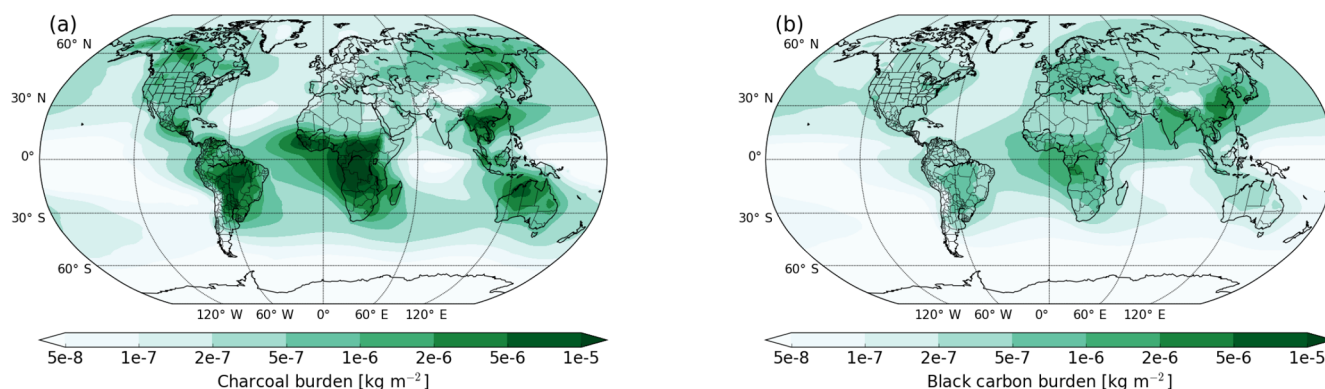 (a)
60° N
30° N
0°
30° S
60° S
120° W 60° W 0° 60° E 120° E
5e-8 1e-7 2e-7 5e-7 1e-6 2e-6 5e-6 1e-5
Charcoal burden [kg m⁻²]
(b)
60° N
30° N
0°
30° S
60° S
120° W 60° W 0° 60° E 120° E
5e-8 1e-7 2e-7 5e-7 1e-6 2e-6 5e-6 1e-5
Black carbon burden [kg m⁻²]